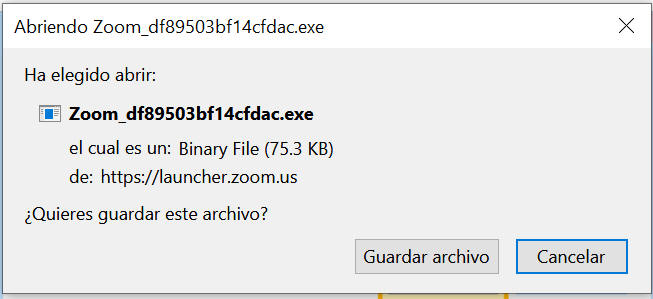 Abriendo Zoom_df89503bf14cfdac.exe
Ha elegido abrir:
Zoom_df89503bf14cfdac.exe
el cual es un: Binary File (75.3 KB)
de: https://launcher.zoom.us
¿Quieres guardar este archivo?
Guardar archivo Cancelar